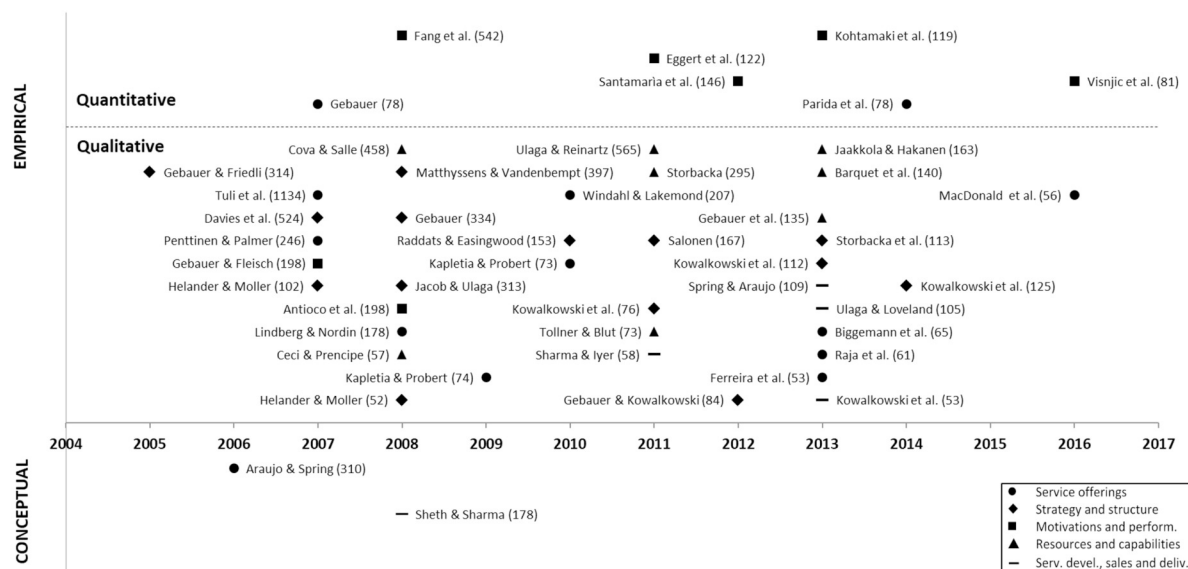 EMPIRICAL
Fang et al. (542) Kohtamaki et al. (119)
Eggert et al. (122)
Santamarìa et al. (146) Visnjic et al. (81)
Quantitative Gebauer (78) Parida et al. (78)
Qualitative
Cova & Salle (458) Ulaga & Reinartz (565) Jaakkola & Hakanen (163)
Gebauer & Friedli (314) Matthyssens & Vandenbempt (397) Storbacka (295) Barquet et al. (140)
Tuli et al. (1134) Windahl & Lakemond (207) MacDonald et al. (56)
Davies et al. (524) Gebauer (334) Gebauer et al. (135)
Penttinen & Palmer (246) Raddats & Easingwood (153) Salonen (167) Storbacka et al. (113)
Gebauer & Fleisch (198) Kapletia & Probert (73) Kowalkowski et al. (112)
Helander & Moller (102) Jacob & Ulaga (313) Spring & Araujo (109) Kowalkowski et al. (125)
Antioco et al. (198) Kowalkowski et al. (76) Ulaga & Loveland (105)
Lindberg & Nordin (178) Tollner & Blut (73) Biggemann et al. (65)
Ceci & Prencipe (57) Sharma & Iyer (58) Raja et al. (61)
Kapletia & Probert (74) Ferreira et al. (53)
Helander & Moller (52) Gebauer & Kowalkowski (84) Kowalkowski et al. (53)
2004 2005 2006 2007 2008 2009 2010 2011 2012 2013 2014 2015 2016 2017
CONCEPTUAL
Araujo & Spring (310)
Sheth & Sharma (178)
Service offerings
Strategy and structure
Motivations and perform.
Resources and capabilities
Serv. devel., sales and deliv.